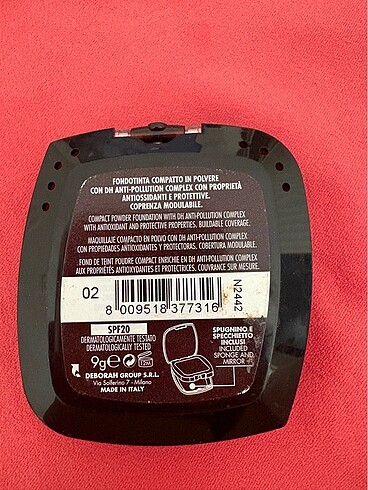 FONDOTINTA COMPATTO IN POLVERE
CON DH ANTI-POLLUTION COMPLEX CON PROPRIETÀ
ANTIOSSIDANTI E PROTETTIVE.
COPRENZA MODULABILE.
COMPACT POWDER FOUNDATION WITH DH ANTI-POLLUTION COMPLEX
WITH ANTIOXIDANT AND PROTECTIVE PROPERTIES. BUILDABLE COVERAGE.
MAQUILLAJE COMPACTO EN POLVO CON DH ANTI-POLLUTION COMPLEX
CON PROPIEDADES ANTIOXIDANTES Y PROTECTORAS. COBERTURA MODULABLE.
FOND DE TEINT POUDRE COMPACT ENRICHIE EN DH ANTI-POLLUTION COMPLEX
AUX PROPRIÉTÉS ANTIOXYDANTES ET PROTECTRICES. COUVRANCE SUR MESURE.
02
8 009518 377316
N2442
SPF20
DERMATOLOGICAMENTE TESTATO
DERMATOLOGICALLY TESTED
9g e 12M
DEBORAH GROUP S.R.L.
Via Solferino 7 - Milano
MADE IN ITALY
SPUGNINO E
SPECCHIETTO
INCLUSI
INCLUDED
SPONGE AND
MIRROR